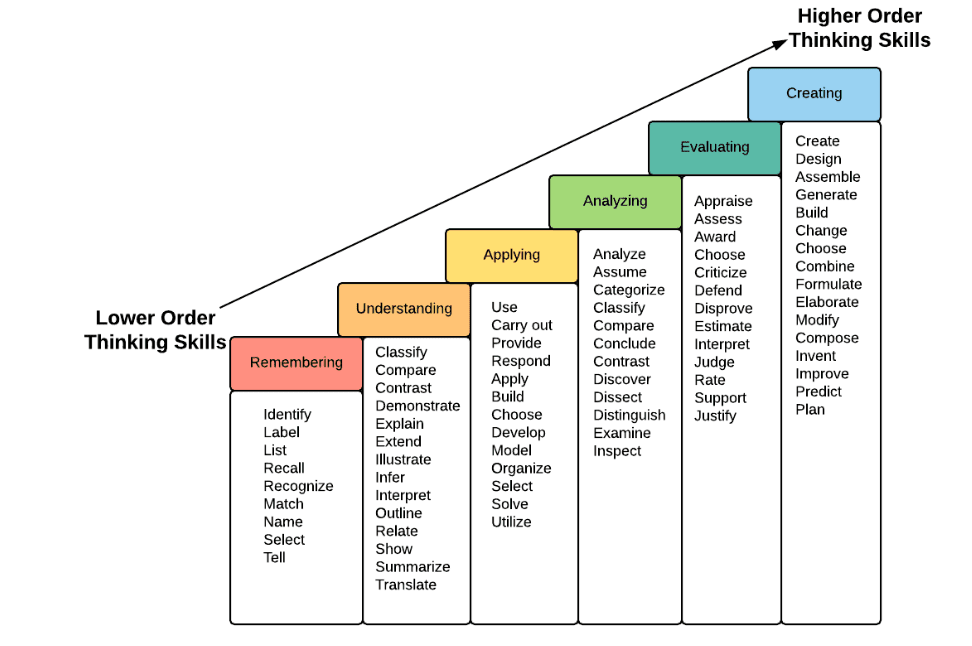 Higher Order
Thinking Skills
Lower Order
Thinking Skills
Remembering
Identify
Label
List
Recall
Recognize
Match
Name
Select
Tell
Understanding
Classify
Compare
Contrast
Demonstrate
Explain
Extend
Illustrate
Infer
Interpret
Outline
Relate
Show
Summarize
Translate
Applying
Use
Carry out
Provide
Respond
Apply
Build
Choose
Develop
Model
Organize
Select
Solve
Utilize
Analyzing
Analyze
Assume
Categorize
Classify
Compare
Conclude
Contrast
Discover
Dissect
Distinguish
Examine
Inspect
Evaluating
Appraise
Assess
Award
Choose
Criticize
Defend
Disprove
Estimate
Interpret
Judge
Rate
Support
Justify
Creating
Create
Design
Assemble
Generate
Build
Change
Choose
Combine
Formulate
Elaborate
Modify
Compose
Invent
Improve
Predict
Plan